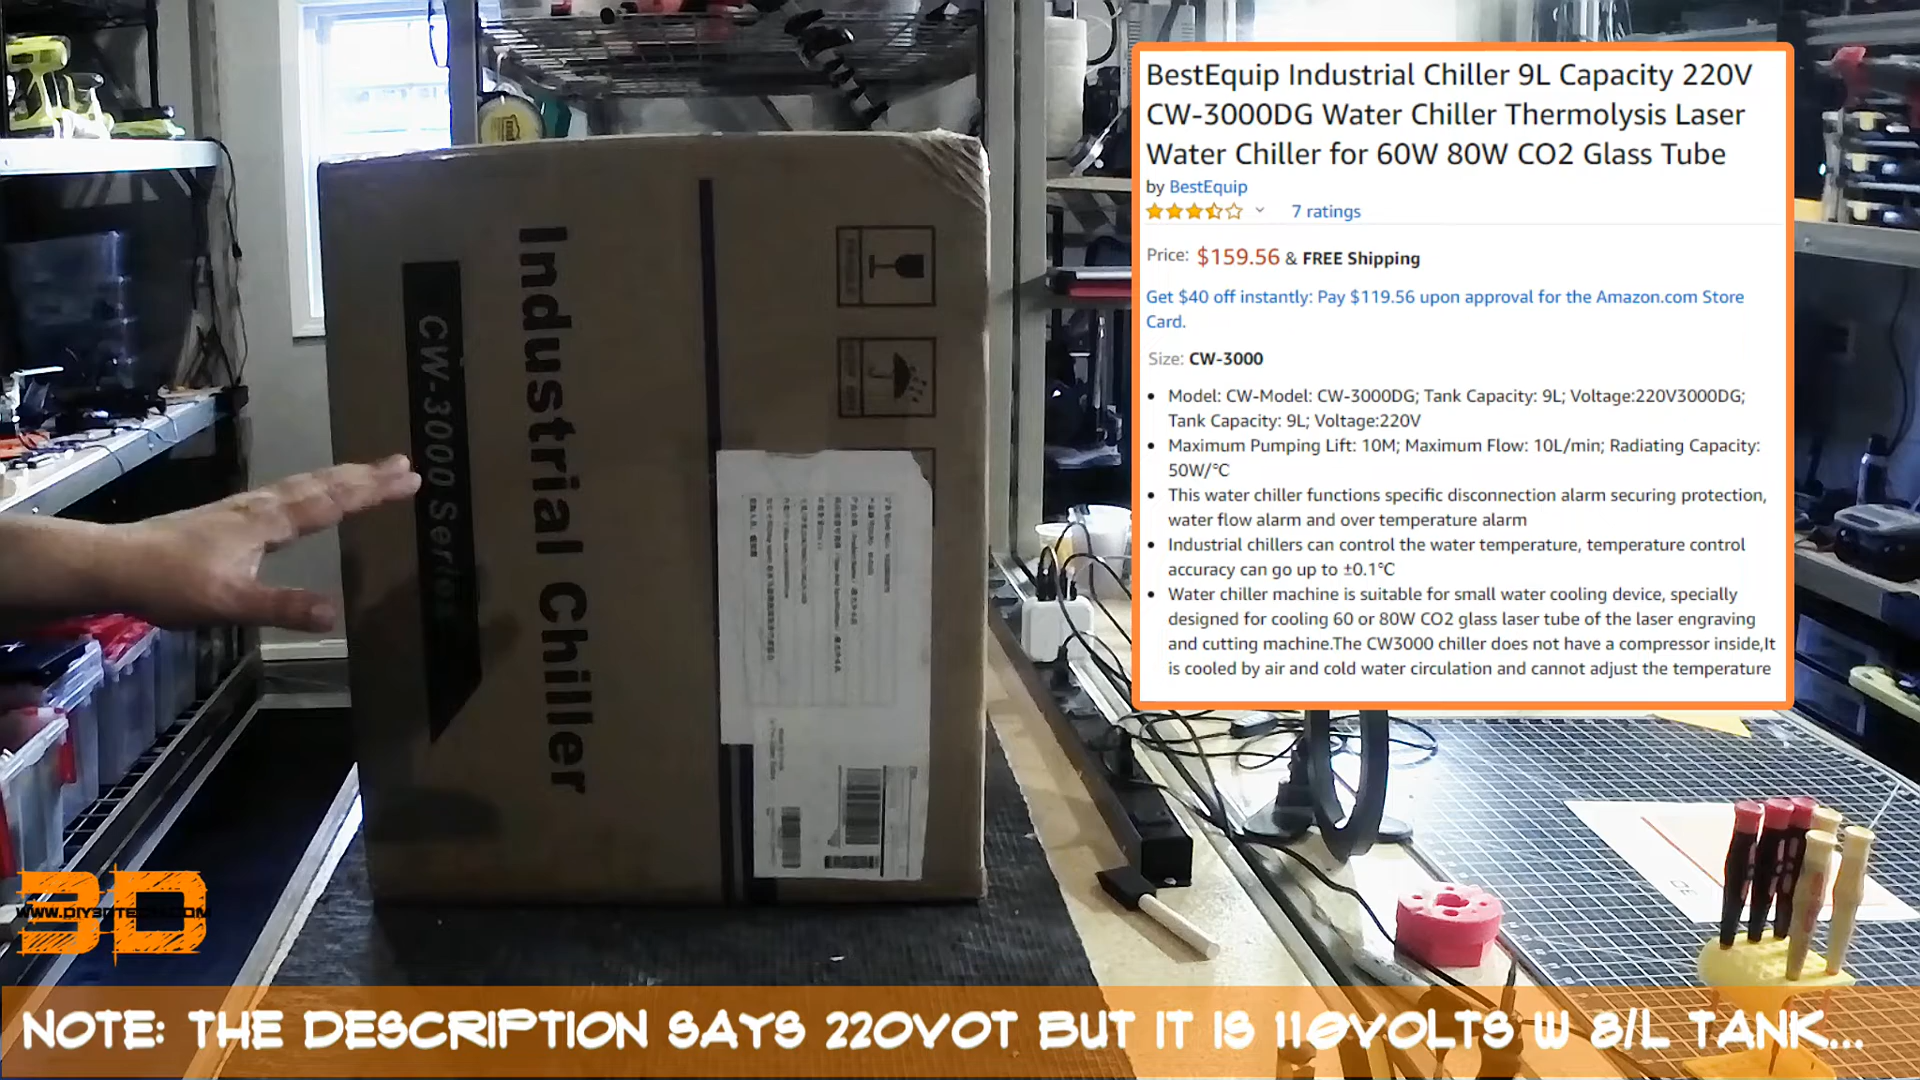 BestEquip Industrial Chiller 9L Capacity 220V
CW-3000DG Water Chiller Thermolysis Laser
Water Chiller for 60W 80W CO2 Glass Tube
by BestEquip
7 ratings
Price: $159.56 & FREE Shipping
Get $40 off instantly: Pay $119.56 upon approval for the Amazon.com Store
Card.
Size: CW-3000
Model: CW-Model: CW-3000DG; Tank Capacity: 9L; Voltage:220V3000DG;
Tank Capacity: 9L; Voltage:220V
Maximum Pumping Lift: 10M; Maximum Flow: 10L/min; Radiating Capacity:
50W/℃
This water chiller functions specific disconnection alarm securing protection,
water flow alarm and over temperature alarm
Industrial chillers can control the water temperature, temperature control
accuracy can go up to ±0.1℃
Water chiller machine is suitable for small water cooling device, specially
designed for cooling 60 or 80W CO2 glass laser tube of the laser engraving
and cutting machine.The CW3000 chiller does not have a compressor inside,It
is cooled by air and cold water circulation and cannot adjust the temperature
Industrial Chiller
CW-3000 Series
3D
WWW.DIY3DTECH.COM
NOTE: THE DESCRIPTION SAYS 220VOT BUT IT IS 110VOLTS W 8/L TANK...